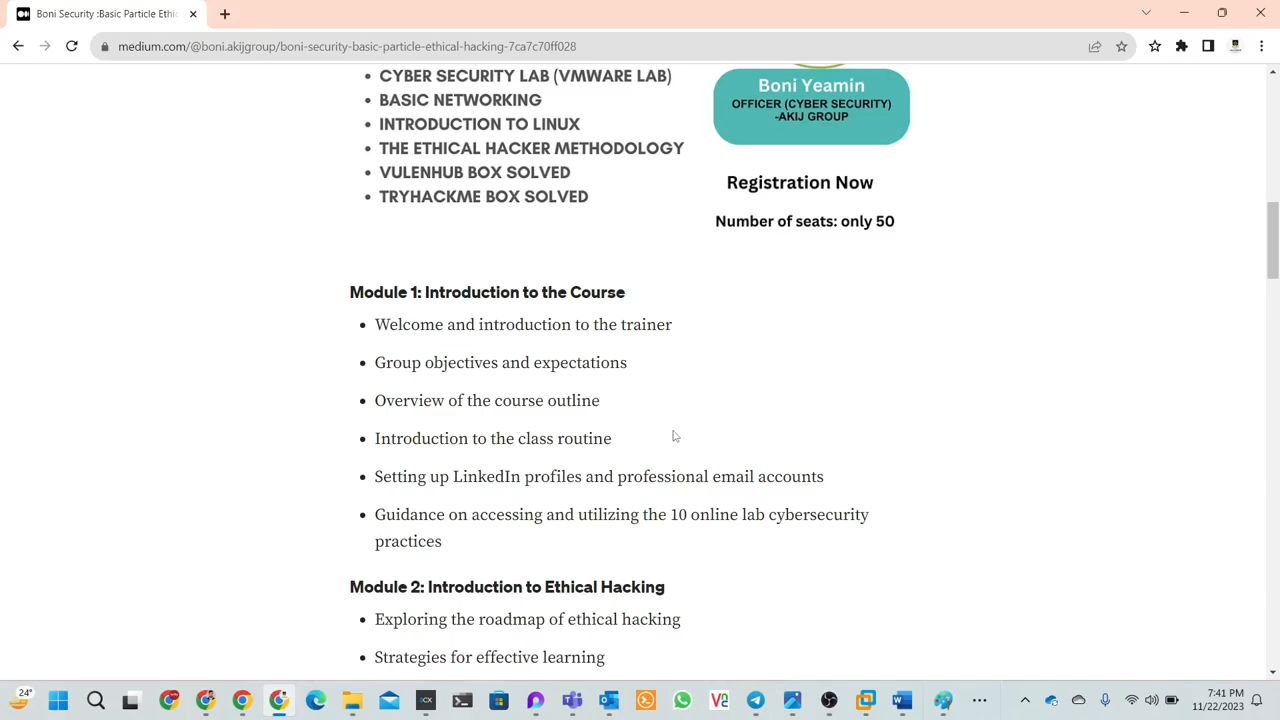 Boni Security :Basic Particle Ethic
medium.com/@boni.akijgroup/boni-security-basic-particle-ethical-hacking-7ca7c70ff028
CYBER SECURITY LAB (VMWARE LAB)
BASIC NETWORKING
INTRODUCTION TO LINUX
THE ETHICAL HACKER METHODOLOGY
VULENHUB BOX SOLVED
TRYHACKME BOX SOLVED
Boni Yeamin
OFFICER (CYBER SECURITY)
-AKIJ GROUP
Registration Now
Number of seats: only 50
Module 1: Introduction to the Course
Welcome and introduction to the trainer
Group objectives and expectations
Overview of the course outline
Introduction to the class routine
Setting up LinkedIn profiles and professional email accounts
Guidance on accessing and utilizing the 10 online lab cybersecurity
practices
Module 2: Introduction to Ethical Hacking
Exploring the roadmap of ethical hacking
Strategies for effective learning
24°
7:41 PM
11/22/2023